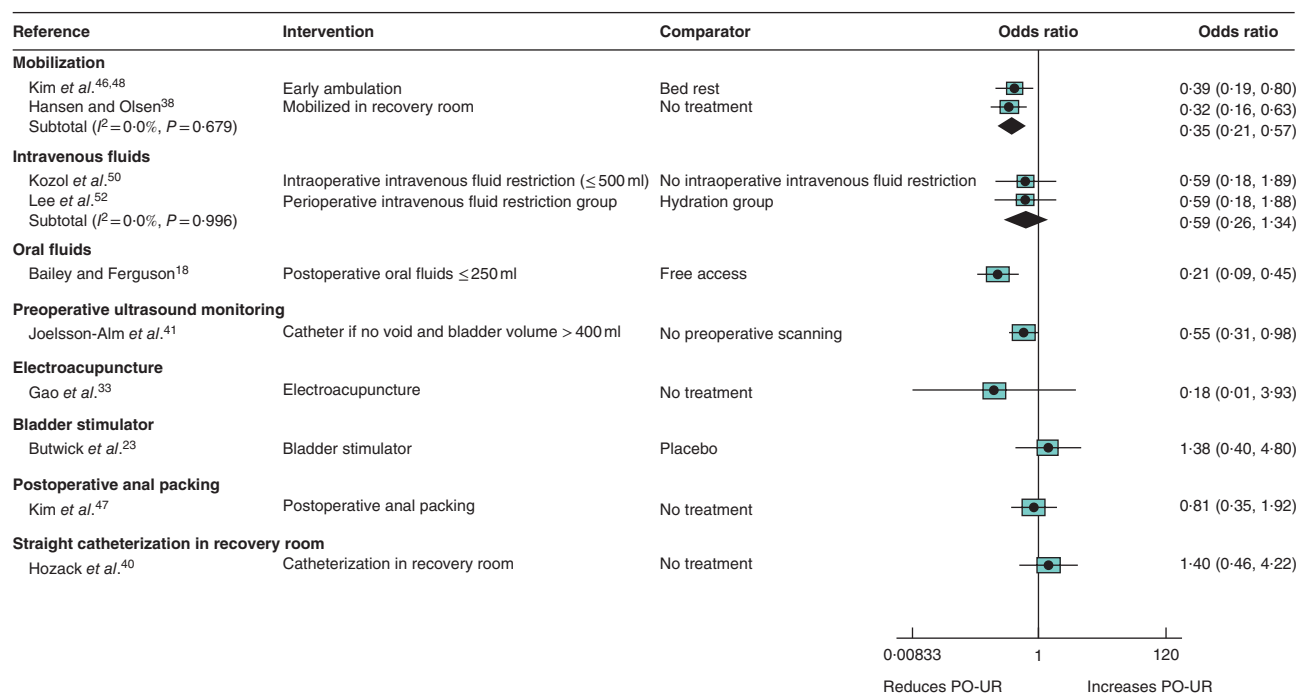 Reference Intervention Comparator Odds ratio Odds ratio
Mobilization
Kim et al.46,48 Early ambulation Bed rest 0·39 (0·19, 0·80)
Hansen and Olsen38 Mobilized in recovery room No treatment 0·32 (0·16, 0·63)
Subtotal (I2=0·0%, P=0·679) 0·35 (0·21, 0·57)
Intravenous fluids
Kozol et al.50 Intraoperative intravenous fluid restriction (≤500 ml) No intraoperative intravenous fluid restriction 0·59 (0·18, 1·89)
Lee et al.52 Perioperative intravenous fluid restriction group Hydration group 0·59 (0·18, 1·88)
Subtotal (I2=0·0%, P=0·996) 0·59 (0·26, 1·34)
Oral fluids
Bailey and Ferguson18 Postoperative oral fluids ≤250 ml Free access 0·21 (0·09, 0·45)
Preoperative ultrasound monitoring
Joelsson-Alm et al.41 Catheter if no void and bladder volume > 400 ml No preoperative scanning 0·55 (0·31, 0·98)
Electroacupuncture
Gao et al.33 Electroacupuncture No treatment 0·18 (0·01, 3·93)
Bladder stimulator
Butwick et al.23 Bladder stimulator Placebo 1·38 (0·40, 4·80)
Postoperative anal packing
Kim et al.47 Postoperative anal packing No treatment 0·81 (0·35, 1·92)
Straight catheterization in recovery room
Hozack et al.40 Catheterization in recovery room No treatment 1·40 (0·46, 4·22)
0·00833 1 120
Reduces PO-UR Increases PO-UR